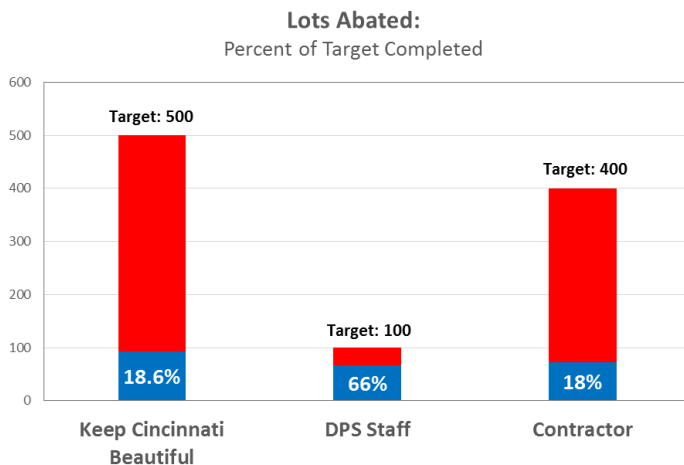 Lots Abated:
Percent of Target Completed
600
500
400
300
200
100
0
Target: 500
Target: 100
Target: 400
18.6%
66%
18%
Keep Cincinnati
Beautiful
DPS Staff
Contractor